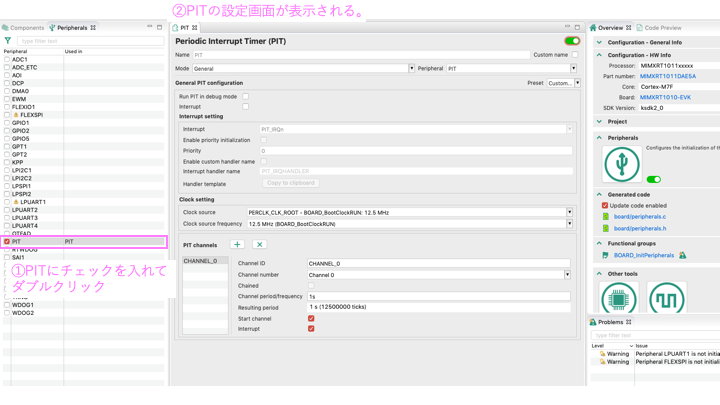 ②PITの設定画面が表示される。
Components
Peripherals
type filter text
Peripheral Used in
ADC1
ADC_ETC
AOI
DCP
DMA0
EWM
FLEXIO1
FLEXSPI
GPIO1
GPIO2
GPIO5
GPT1
GPT2
KPP
LPI2C1
LPI2C2
LPSPI1
LPSPI2
LPUART1
LPUART2
LPUART3
LPUART4
OTFAD
PIT PIT
RTWDOG
SAI1
①PITにチェックを入れて
ダブルクリック
WDOG1
WDOG2
PIT
Periodic Interrupt Timer (PIT)
Name PIT Custom name
Mode General Peripheral PIT
General PIT configuration Preset Custom...
Run PIT in debug mode
Interrupt
Interrupt setting
Interrupt PIT_IRQn
Enable priority initialization
Priority 0
Enable custom handler name
Interrupt handler name PIT_IRQHANDLER
Handler template Copy to clipboard
Clock setting
Clock source PERCLK_CLK_ROOT - BOARD_BootClockRUN: 12.5 MHz
Clock source frequency 12.5 MHz (BOARD_BootClockRUN)
PIT channels
CHANNEL_0
Channel ID CHANNEL_0
Channel number Channel 0
Chained
Channel period/frequency 1s
Resulting period 1 s (12500000 ticks)
Start channel
Interrupt
Overview Code Preview
Configuration - General Info
Configuration - HW Info
Processor: MIMXRT1011xxxxx
Part number: MIMXRT1011DAE5A
Core: Cortex-M7F
Board: MIMXRT1010-EVK
SDK Version: ksdk2_0
Project
Peripherals
Configures the initialization of th
Generated code
Update code enabled
board/peripherals.c
board/peripherals.h
Functional groups
BOARD_InitPeripherals
Other tools
Problems
type filter text
Level Issue
Warning Peripheral LPUART1 is not initia
Warning Peripheral FLEXSPI is not initial